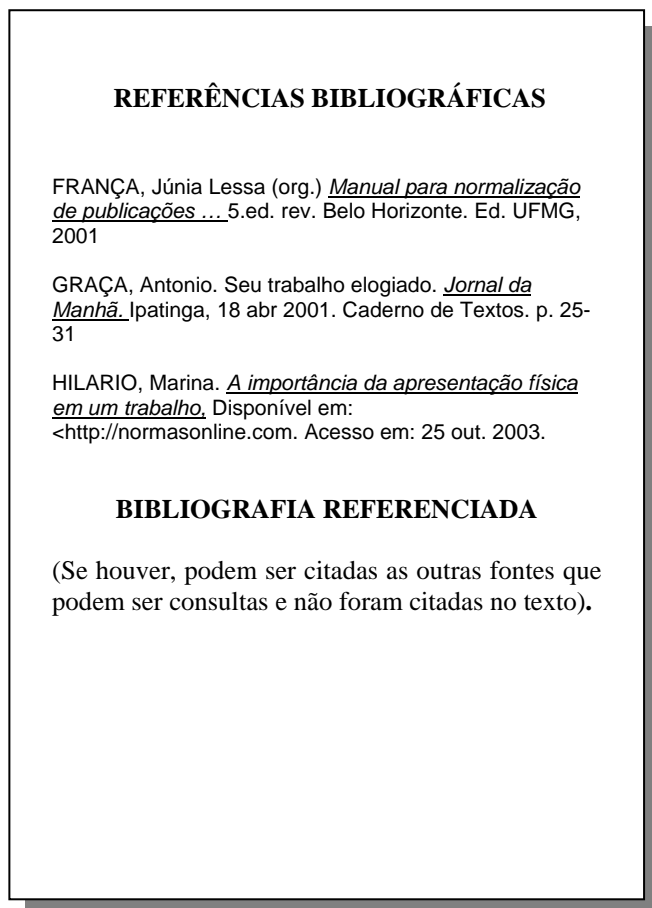 REFERÊNCIAS BIBLIOGRÁFICAS
FRANÇA, Júnia Lessa (org.) Manual para normalização
de publicações … 5.ed. rev. Belo Horizonte. Ed. UFMG,
2001
GRAÇA, Antonio. Seu trabalho elogiado. Jornal da
Manhã. Ipatinga, 18 abr 2001. Caderno de Textos. p. 25-
31
HILARIO, Marina. A importância da apresentação física
em um trabalho, Disponível em:
<http://normasonline.com. Acesso em: 25 out. 2003.
BIBLIOGRAFIA REFERENCIADA
(Se houver, podem ser citadas as outras fontes que
podem ser consultas e não foram citadas no texto).